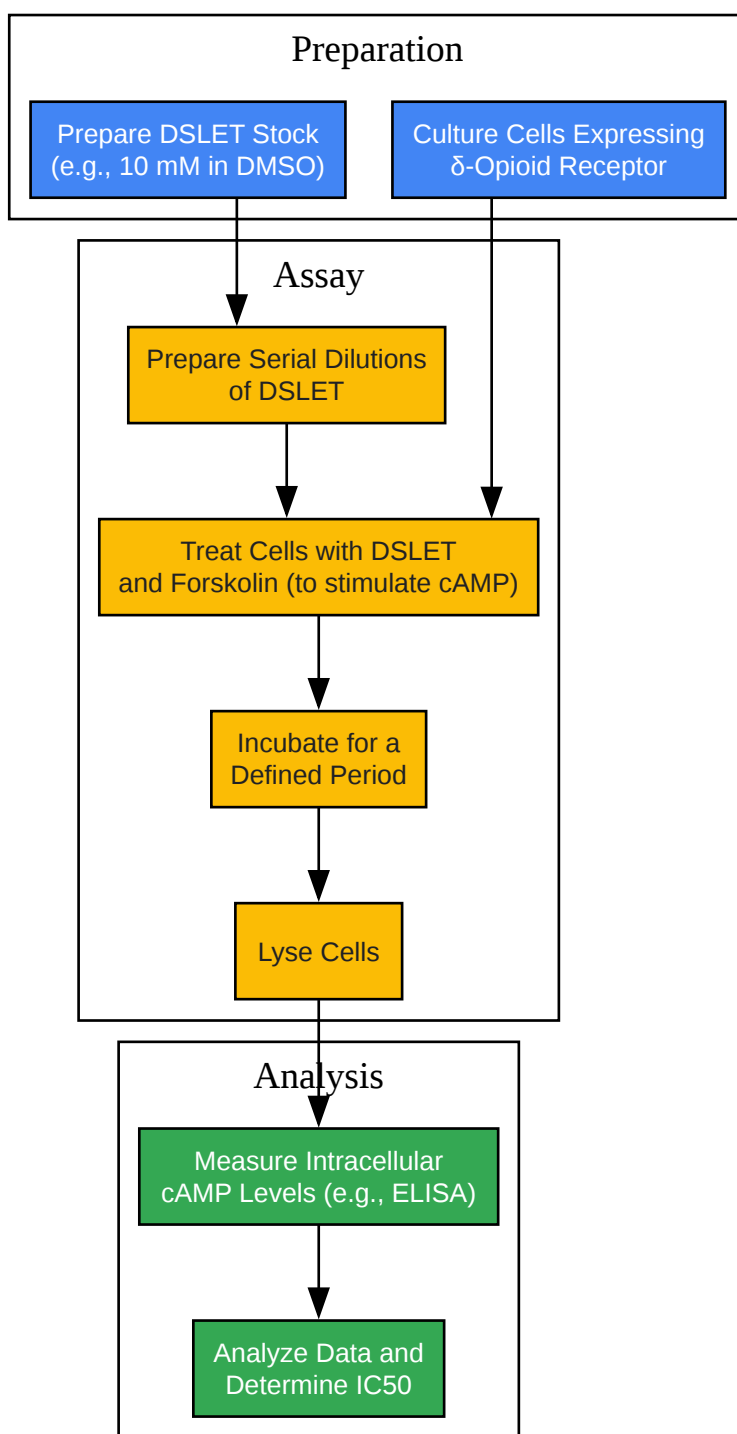 Preparation
Prepare DSLET Stock
(e.g., 10 mM in DMSO)
Culture Cells Expressing
δ-Opioid Receptor
Assay
Prepare Serial Dilutions
of DSLET
Treat Cells with DSLET
and Forskolin (to stimulate cAMP)
Incubate for a
Defined Period
Lyse Cells
Analysis
Measure Intracellular
cAMP Levels (e.g., ELISA)
Analyze Data and
Determine IC50